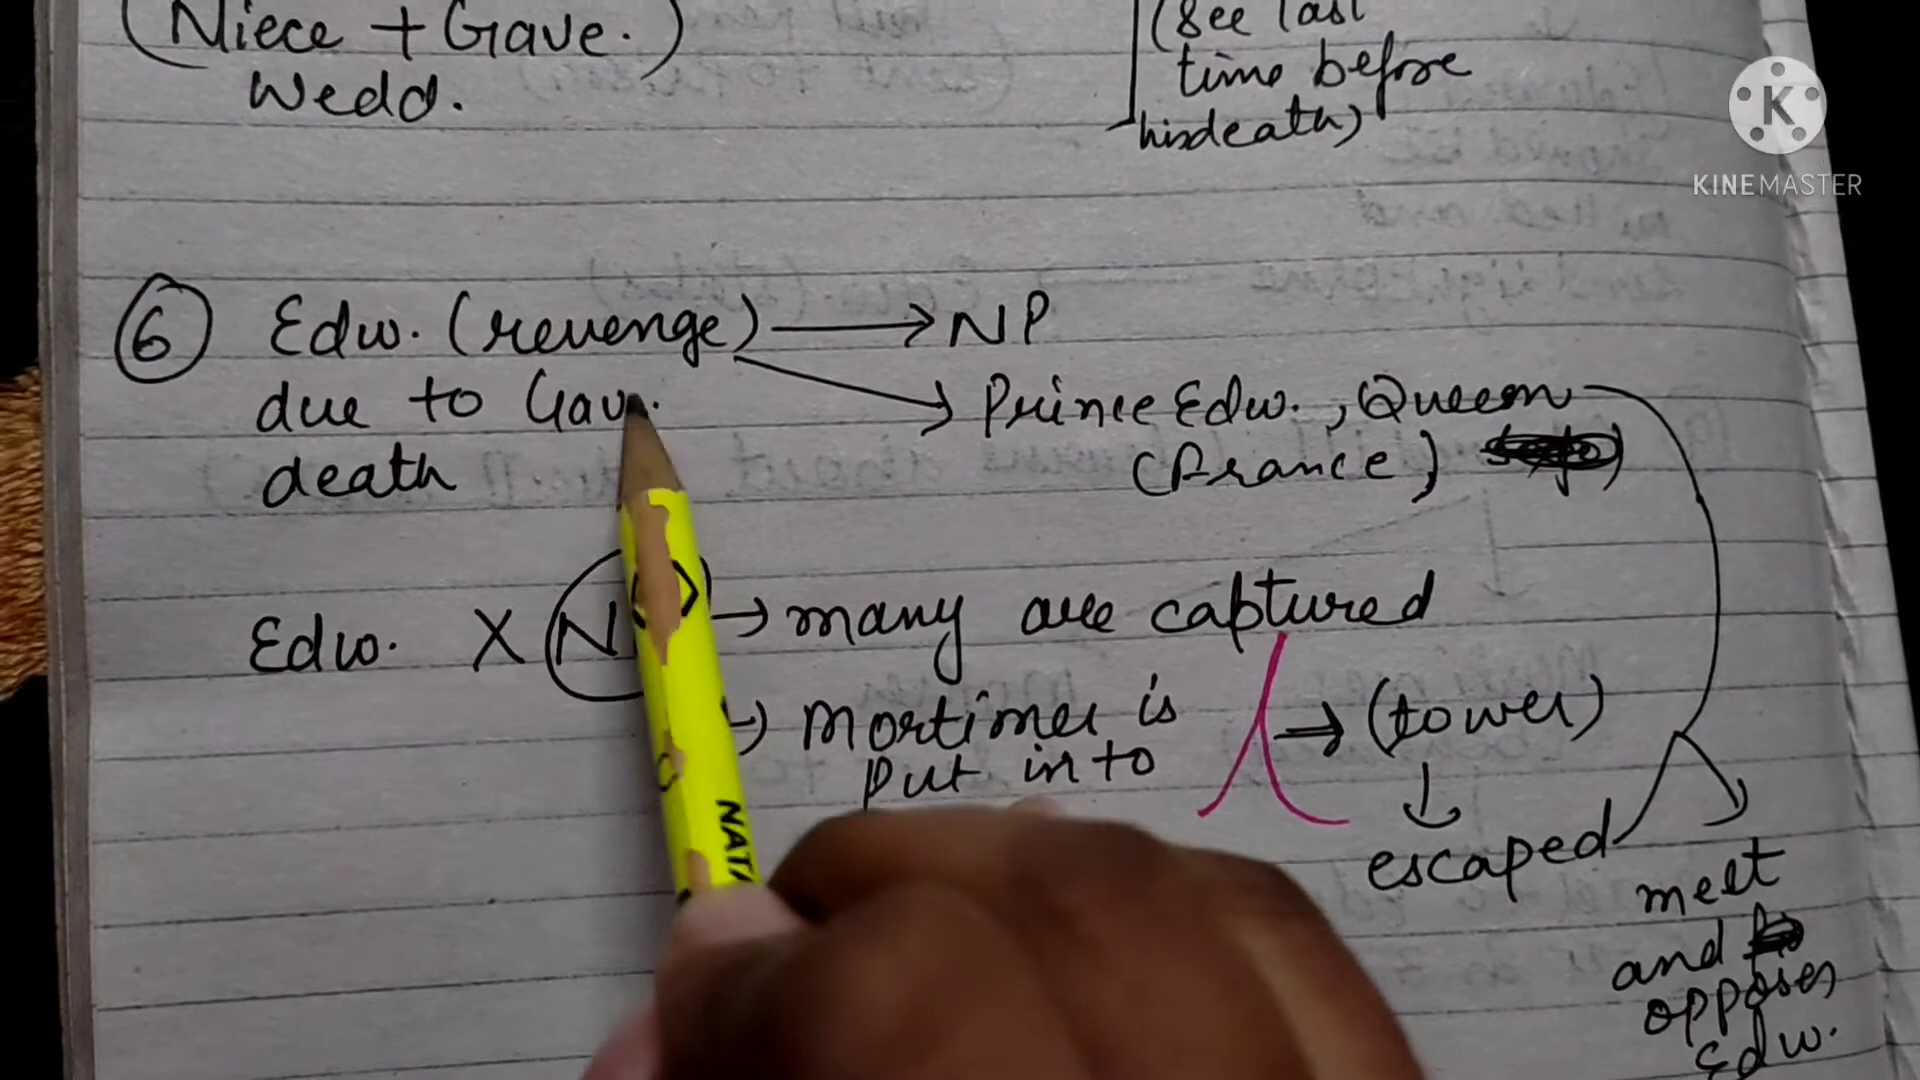 (Niece + Gave.)
Wedd.
(See last
time before
his death)
KINEMASTER
6 Edw. (revenge) → NP
due to Gav.
death
→ Prince Edw., Queen
(France)
Edw. X N → many are captured
→ Mortimer is
put into
⇒ (tower)
↓
escaped
meet
and
opposes
Edw.
NATA